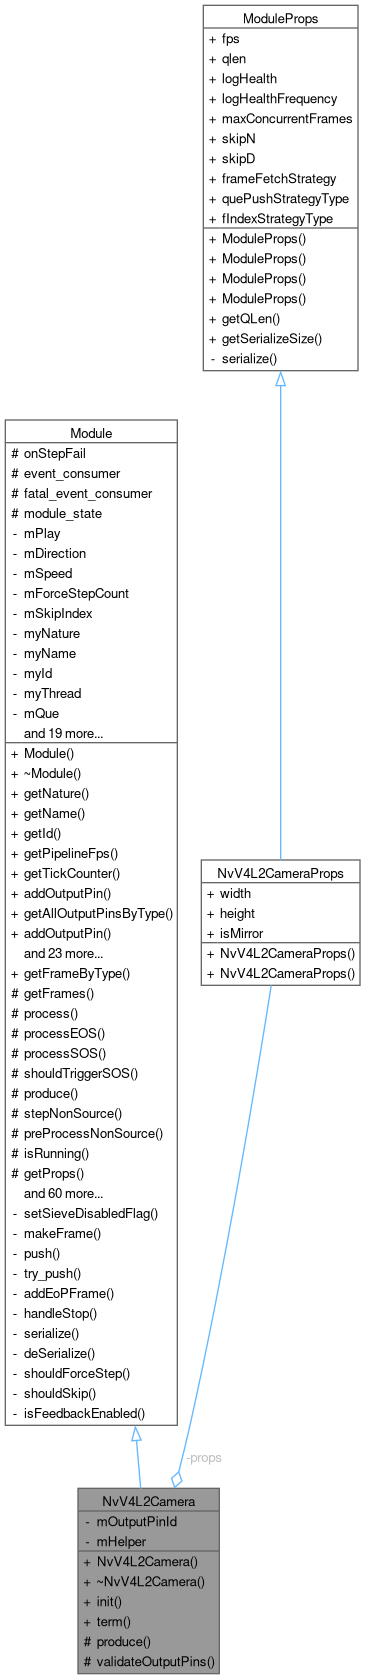 ModuleProps
+ fps
+ qlen
+ logHealth
+ logHealthFrequency
+ maxConcurrentFrames
+ skipN
+ skipD
+ frameFetchStrategy
+ quePushStrategyType
+ fIndexStrategyType
+ ModuleProps()
+ ModuleProps()
+ ModuleProps()
+ ModuleProps()
+ getQLen()
+ getSerializeSize()
- serialize()
Module
# onStepFail
# event_consumer
# fatal_event_consumer
# module_state
- mPlay
- mDirection
- mSpeed
- mForceStepCount
- mSkipIndex
- myNature
- myName
- myId
- myThread
- mQue
and 19 more...
+ Module()
+ ~Module()
+ getNature()
+ getName()
+ getId()
+ getPipelineFps()
+ getTickCounter()
+ addOutputPin()
+ getAllOutputPinsByType()
+ addOutputPin()
and 23 more...
+ getFrameByType()
# getFrames()
# process()
# processEOS()
# processSOS()
# shouldTriggerSOS()
# produce()
# stepNonSource()
# preProcessNonSource()
# isRunning()
# getProps()
and 60 more...
- setSieveDisabledFlag()
- makeFrame()
- push()
- try_push()
- addEoPFrame()
- handleStop()
- serialize()
- deSerialize()
- shouldForceStep()
- shouldSkip()
- isFeedbackEnabled()
NvV4L2CameraProps
+ width
+ height
+ isMirror
+ NvV4L2CameraProps()
+ NvV4L2CameraProps()
-props
NvV4L2Camera
- mOutputPinId
- mHelper
+ NvV4L2Camera()
+ ~NvV4L2Camera()
+ init()
+ term()
# produce()
# validateOutputPins()